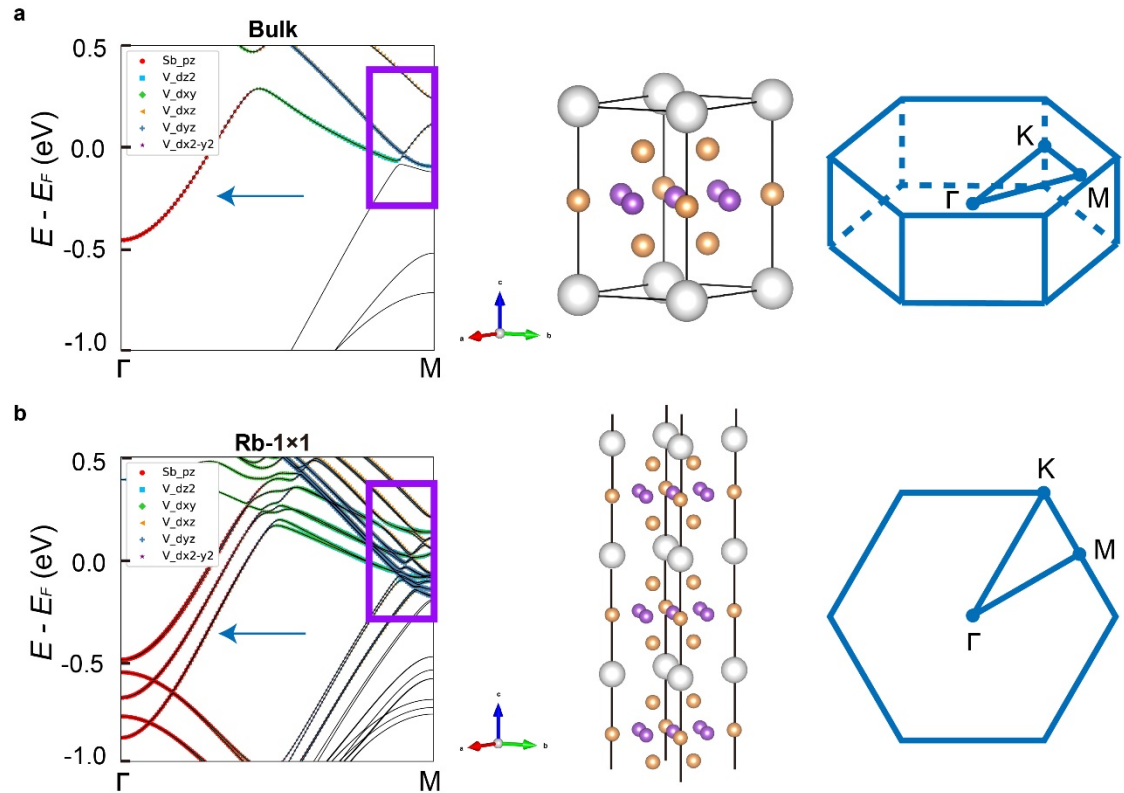 a
Bulk
0.5
Sb_pz
V_dz2
V_dxy
V_dxz
V_dyz
V_dx2-y2
0.0
-0.5
-1.0
E - EF (eV)
Γ
M
c
a
b
K
Γ
M
b
Rb-1×1
0.5
Sb_pz
V_dz2
V_dxy
V_dxz
V_dyz
V_dx2-y2
0.0
-0.5
-1.0
E - EF (eV)
Γ
M
c
a
b
K
M
Γ